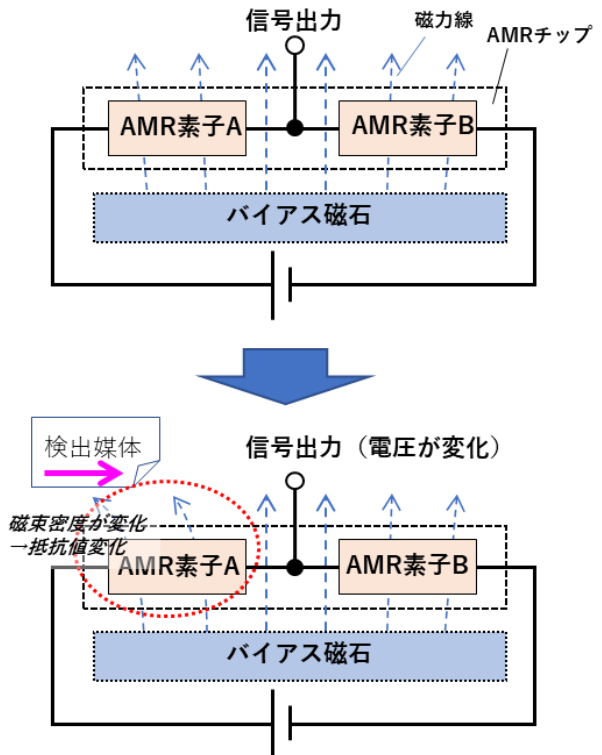 信号出力
磁力線
AMRチップ
AMR素子A
AMR素子B
バイアス磁石
検出媒体
信号出力（電圧が変化）
磁束密度が変化
→抵抗値変化
AMR素子A
AMR素子B
バイアス磁石